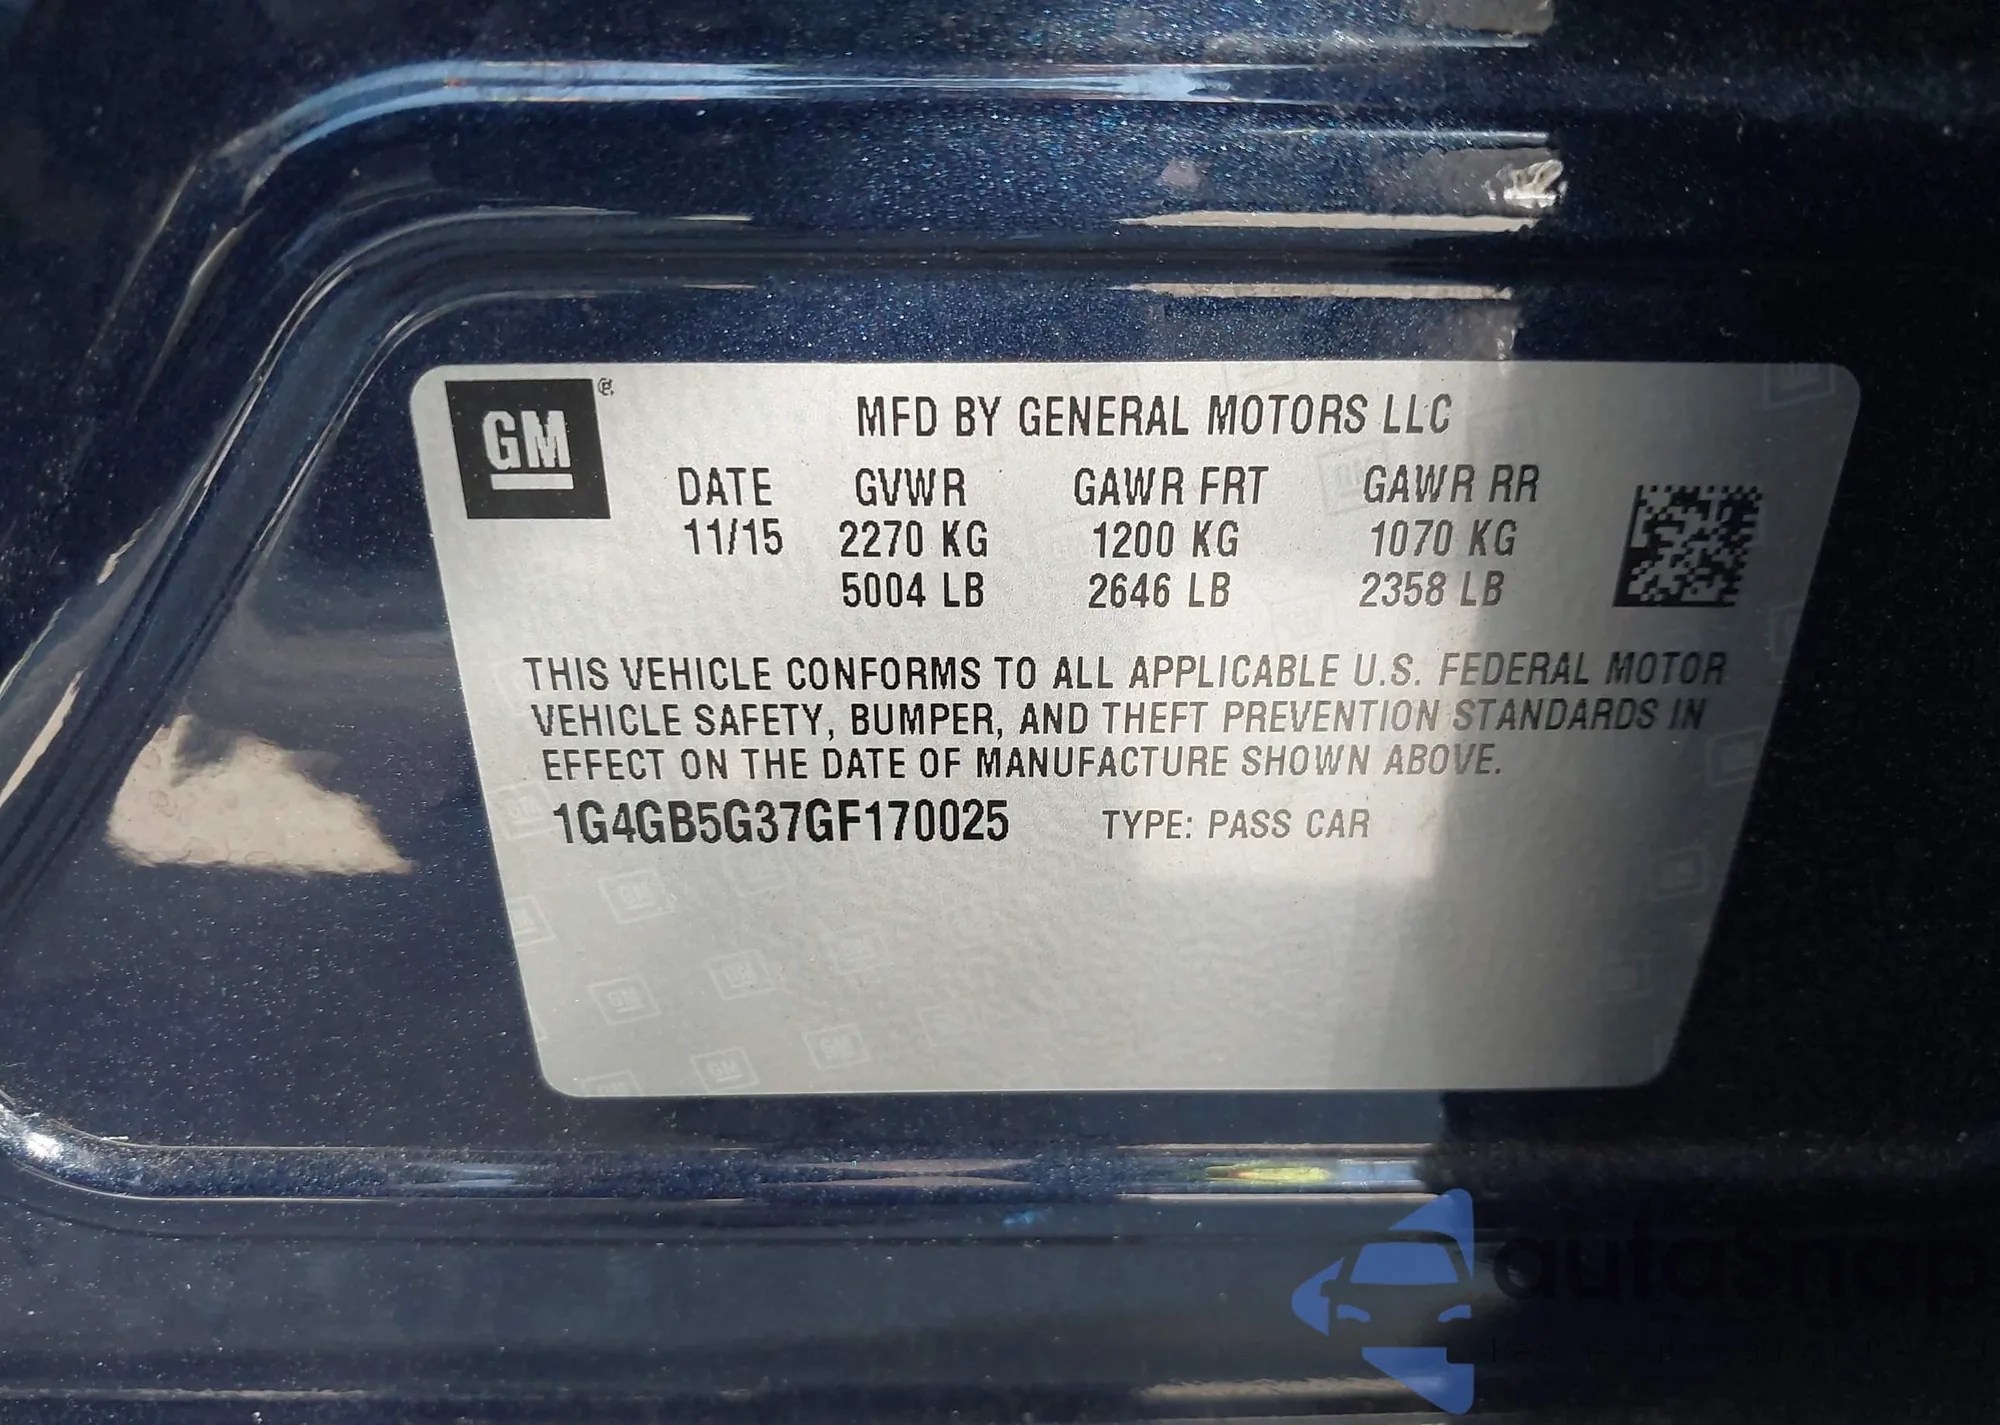 GM ®
MFD BY GENERAL MOTORS LLC
DATE GVWR GAWR FRT GAWR RR
11/15 2270 KG 1200 KG 1070 KG
5004 LB 2646 LB 2358 LB
THIS VEHICLE CONFORMS TO ALL APPLICABLE U.S. FEDERAL MOTOR
VEHICLE SAFETY, BUMPER, AND THEFT PREVENTION STANDARDS IN
EFFECT ON THE DATE OF MANUFACTURE SHOWN ABOVE.
1G4GB5G37GF170025 TYPE: PASS CAR
autasnap